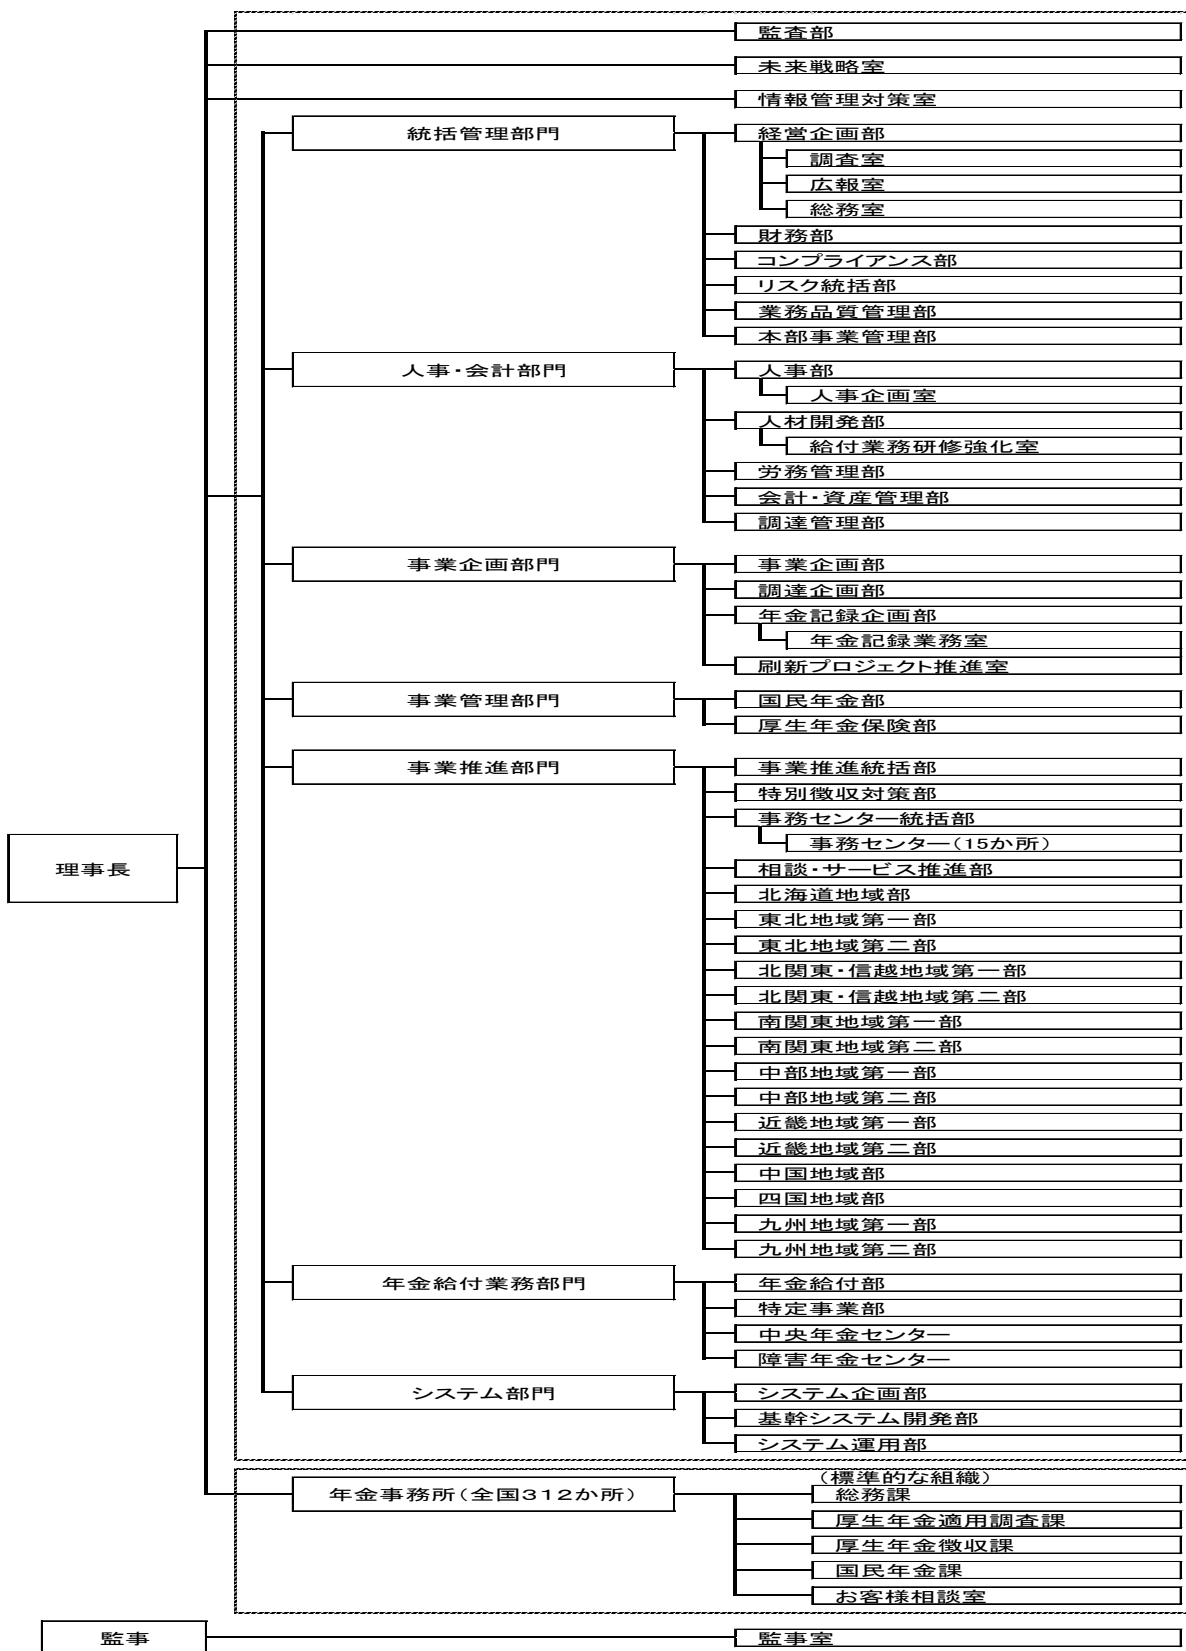 監査部
未来戦略室
情報管理対策室
統括管理部門
経営企画部
調査室
広報室
総務室
財務部
コンプライアンス部
リスク統括部
業務品質管理部
本部事業管理部
人事・会計部門
人事部
人事企画室
人材開発部
給付業務研修強化室
労務管理部
会計・資産管理部
調達管理部
事業企画部門
事業企画部
調達企画部
年金記録企画部
年金記録業務室
刷新プロジェクト推進室
事業管理部門
国民年金部
厚生年金保険部
事業推進部門
事業推進統括部
特別徴収対策部
事務センター統括部
事務センター（15か所）
理事長
相談・サービス推進部
北海道地域部
東北地域第一部
東北地域第二部
北関東・信越地域第一部
北関東・信越地域第二部
南関東地域第一部
南関東地域第二部
中部地域第一部
中部地域第二部
近畿地域第一部
近畿地域第二部
中国地域部
四国地域部
九州地域第一部
九州地域第二部
年金給付業務部門
年金給付部
特定事業部
中央年金センター
障害年金センター
システム部門
システム企画部
基幹システム開発部
システム運用部
（標準的な組織）
年金事務所（全国312か所）
総務課
厚生年金適用調査課
厚生年金徴収課
国民年金課
お客様相談室
監事
監事室